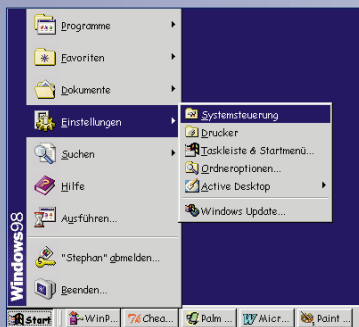 Programme
Favoriten
Dokumente
Einstellungen
Suchen
Hilfe
Ausführen...
"Stephan" abmelden...
Beenden...
Windows98
Systemsteuerung
Drucker
Taskleiste & Startmenü...
Ordneroptionen...
Active Desktop
Windows Update...
Start
WinP...
Chea...
Palm ...
Micr...
Paint ...